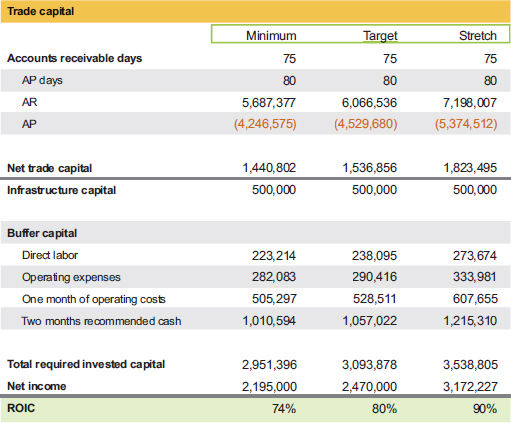 Trade capital
Minimum Target Stretch
Accounts receivable days 75 75 75
AP days 80 80 80
AR 5,687,377 6,066,536 7,198,007
AP (4,246,575) (4,529,680) (5,374,512)
Net trade capital 1,440,802 1,536,856 1,823,495
Infrastructure capital 500,000 500,000 500,000
Buffer capital
Direct labor 223,214 238,095 273,674
Operating expenses 282,083 290,416 333,981
One month of operating costs 505,297 528,511 607,655
Two months recommended cash 1,010,594 1,057,022 1,215,310
Total required invested capital 2,951,396 3,093,878 3,538,805
Net income 2,195,000 2,470,000 3,172,227
ROIC 74% 80% 90%